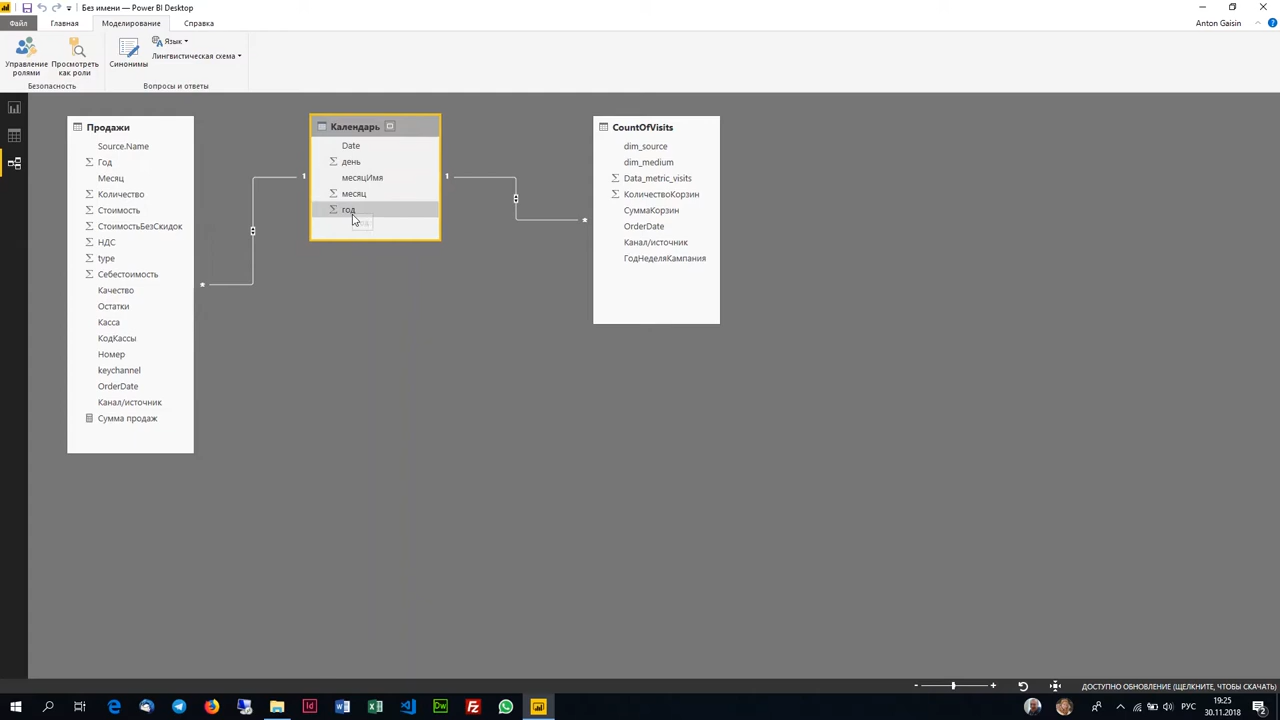 Без имени — Power BI Desktop
Файл
Главная
Моделирование
Справка
Anton Gaisin
Управление ролями
Просмотреть как роли
Синонимы
Язык
Лингвистическая схема
Безопасность
Вопросы и ответы
Продажи
Source.Name
Год
Месяц
Количество
Стоимость
СтоимостьБезСкидок
НДС
type
Себестоимость
Качество
Остатки
Касса
КодКассы
Номер
keychannel
OrderDate
Канал/источник
Сумма продаж
1
*
Календарь
Date
день
месяцИмя
месяц
год
1
*
CountOfVisits
dim_source
dim_medium
Data_metric_visits
КоличествоКорзин
СуммаКорзин
OrderDate
Канал/источник
ГодНеделяКампания
ДОСТУПНО ОБНОВЛЕНИЕ (ЩЕЛКНИТЕ, ЧТОБЫ СКАЧАТЬ)
РУС
19:25
30.11.2018